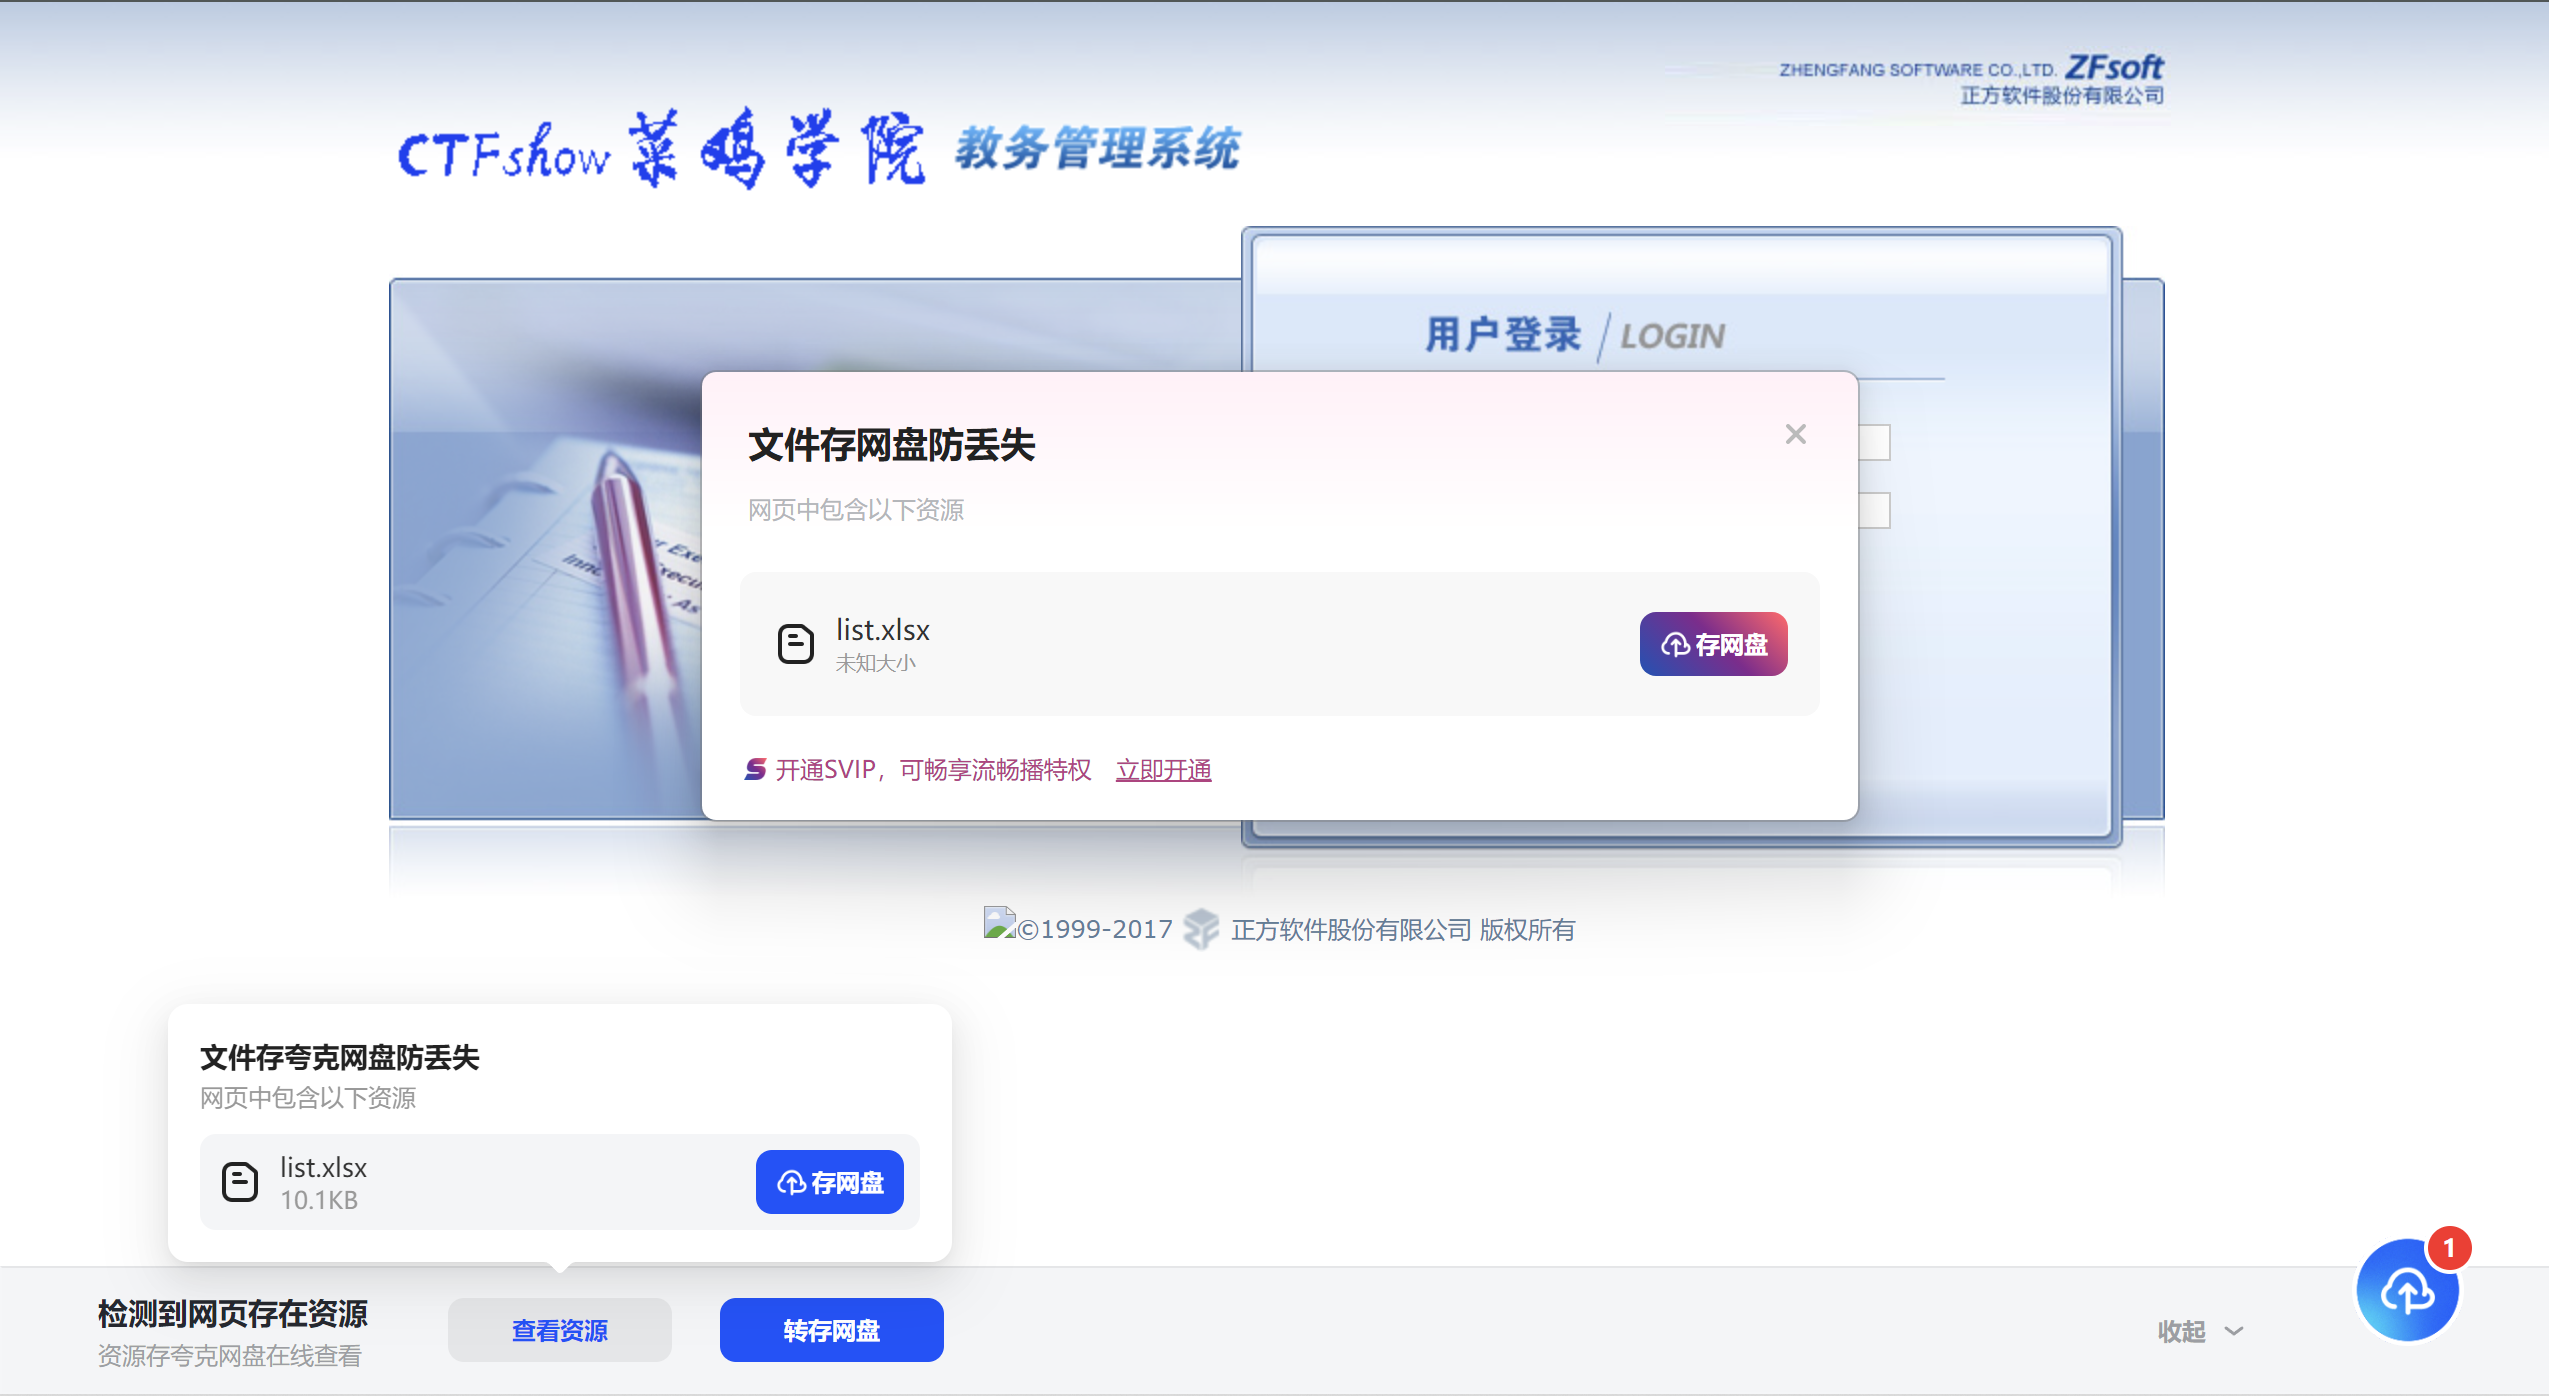 ZHENGFANG SOFTWARE CO.,LTD. ZFsoft
正方软件股份有限公司
CTFshow 菜鸡学院 教务管理系统
用户登录 / LOGIN
文件存网盘防丢失
网页中包含以下资源
list.xlsx
未知大小
存网盘
开通SVIP，可畅享流畅播特权 立即开通
©1999-2017 正方软件股份有限公司 版权所有
文件存夸克网盘防丢失
网页中包含以下资源
list.xlsx
10.1KB
存网盘
检测到网页存在资源
资源存夸克网盘在线查看
查看资源
转存网盘
收起
1